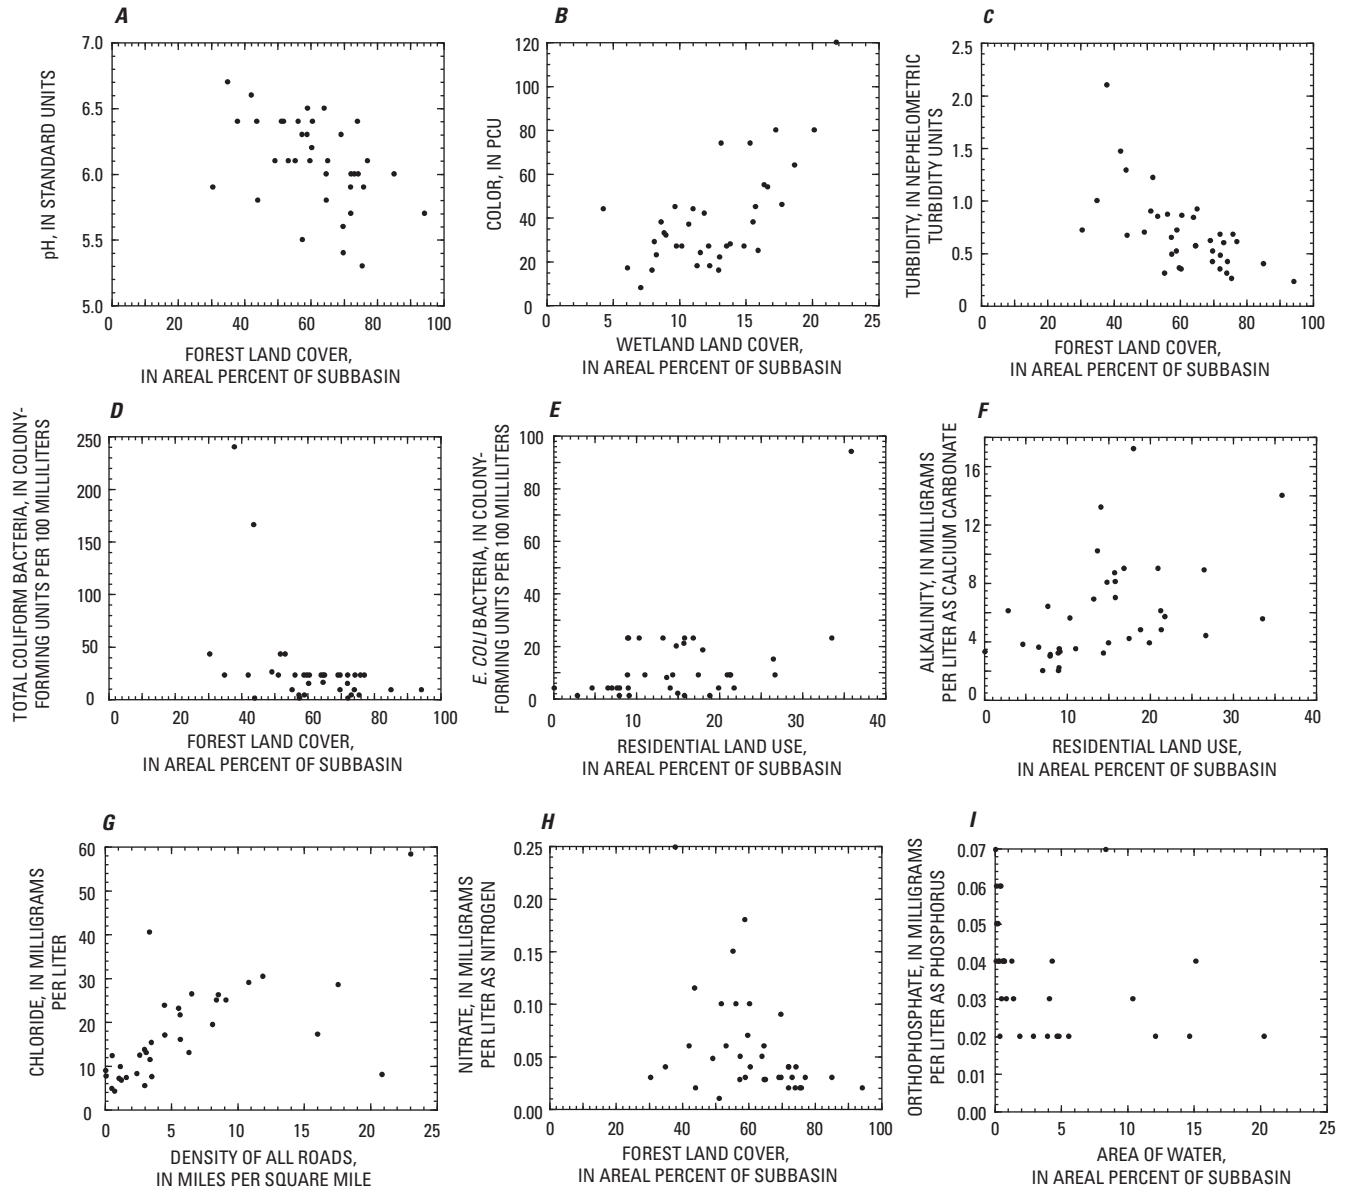 A
7.0
6.5
6.0
5.5
5.0
pH, IN STANDARD UNITS
0 20 40 60 80 100
FOREST LAND COVER,
IN AREAL PERCENT OF SUBBASIN
B
120
100
80
60
40
20
0
COLOR, IN PCU
0 5 10 15 20 25
WETLAND LAND COVER,
IN AREAL PERCENT OF SUBBASIN
C
2.5
2.0
1.5
1.0
0.5
0
TURBIDITY, IN NEPHELOMETRIC
TURBIDITY UNITS
0 20 40 60 80 100
FOREST LAND COVER,
IN AREAL PERCENT OF SUBBASIN
D
250
200
150
100
50
0
TOTAL COLIFORM BACTERIA, IN COLONY-
FORMING UNITS PER 100 MILLILITERS
0 20 40 60 80 100
FOREST LAND COVER,
IN AREAL PERCENT OF SUBBASIN
E
100
80
60
40
20
0
E. COLI BACTERIA, IN COLONY-
FORMING UNITS PER 100 MILLILITERS
0 10 20 30 40
RESIDENTIAL LAND USE,
IN AREAL PERCENT OF SUBBASIN
F
16
12
8
4
0
ALKALINITY, IN MILLIGRAMS
PER LITER AS CALCIUM CARBONATE
0 10 20 30 40
RESIDENTIAL LAND USE,
IN AREAL PERCENT OF SUBBASIN
G
60
50
40
30
20
10
0
CHLORIDE, IN MILLIGRAMS
PER LITER
0 5 10 15 20 25
DENSITY OF ALL ROADS,
IN MILES PER SQUARE MILE
H
0.25
0.20
0.15
0.10
0.05
0.00
NITRATE, IN MILLIGRAMS
PER LITER AS NITROGEN
0 20 40 60 80 100
FOREST LAND COVER,
IN AREAL PERCENT OF SUBBASIN
I
0.07
0.06
0.05
0.04
0.03
0.02
0.01
0.00
ORTHOPHOSPHATE, IN MILLIGRAMS
PER LITER AS PHOSPHORUS
0 5 10 15 20 25
AREA OF WATER,
IN AREAL PERCENT OF SUBBASIN